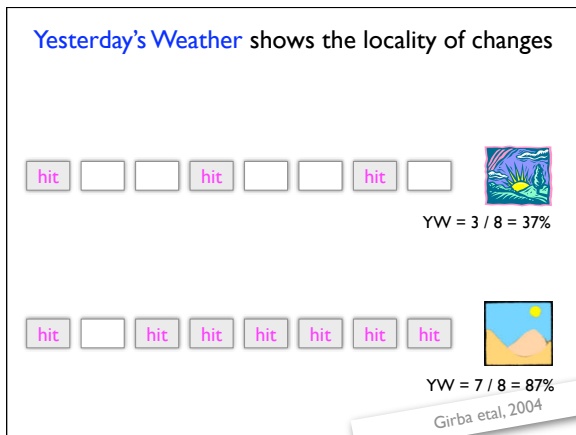 Yesterday's Weather shows the locality of changes
hit hit hit
YW = 3 / 8 = 37%
hit hit hit hit hit hit hit
YW = 7 / 8 = 87%
Girba etal, 2004